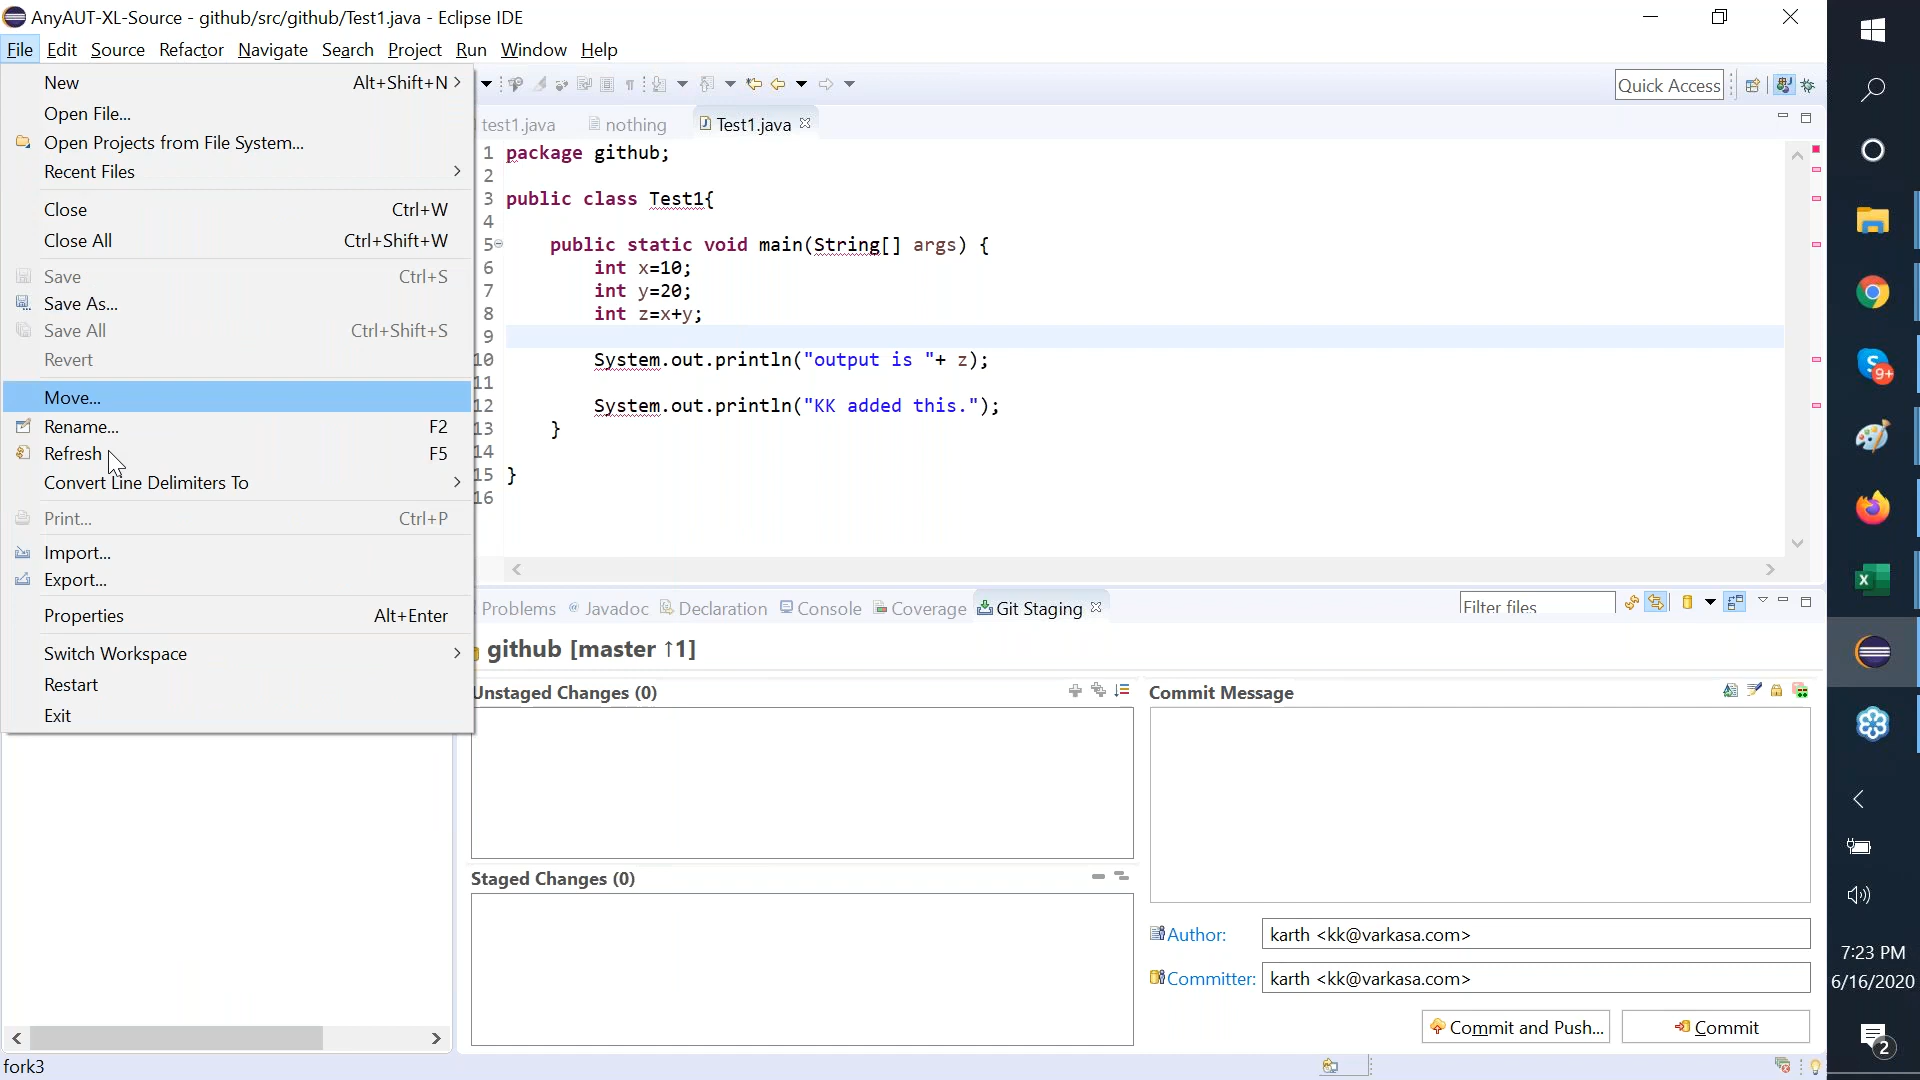 AnyAUT-XL-Source - github/src/github/Test1.java - Eclipse IDE
File Edit Source Refactor Navigate Search Project Run Window Help
New Alt+Shift+N
Open File...
Open Projects from File System...
Recent Files
Close Ctrl+W
Close All Ctrl+Shift+W
Save Ctrl+S
Save As...
Save All Ctrl+Shift+S
Revert
Move...
Rename... F2
Refresh F5
Convert Line Delimiters To
Print... Ctrl+P
Import...
Export...
Properties Alt+Enter
Switch Workspace
Restart
Exit
Quick Access
test1.java nothing Test1.java
1 package github;
2
3 public class Test1{
4
5 public static void main(String[] args) {
6 int x=10;
7 int y=20;
8 int z=x+y;
9
10 System.out.println("output is "+ z);
11
12 System.out.println("KK added this.");
13 }
14
15 }
16
Problems @ Javadoc Declaration Console Coverage Git Staging
Filter files
github [master ↑1]
Unstaged Changes (0)
Staged Changes (0)
Commit Message
Author: karth <kk@varkasa.com>
Committer: karth <kk@varkasa.com>
Commit and Push... Commit
fork3
S 9+
X
7:23 PM
6/16/2020
2